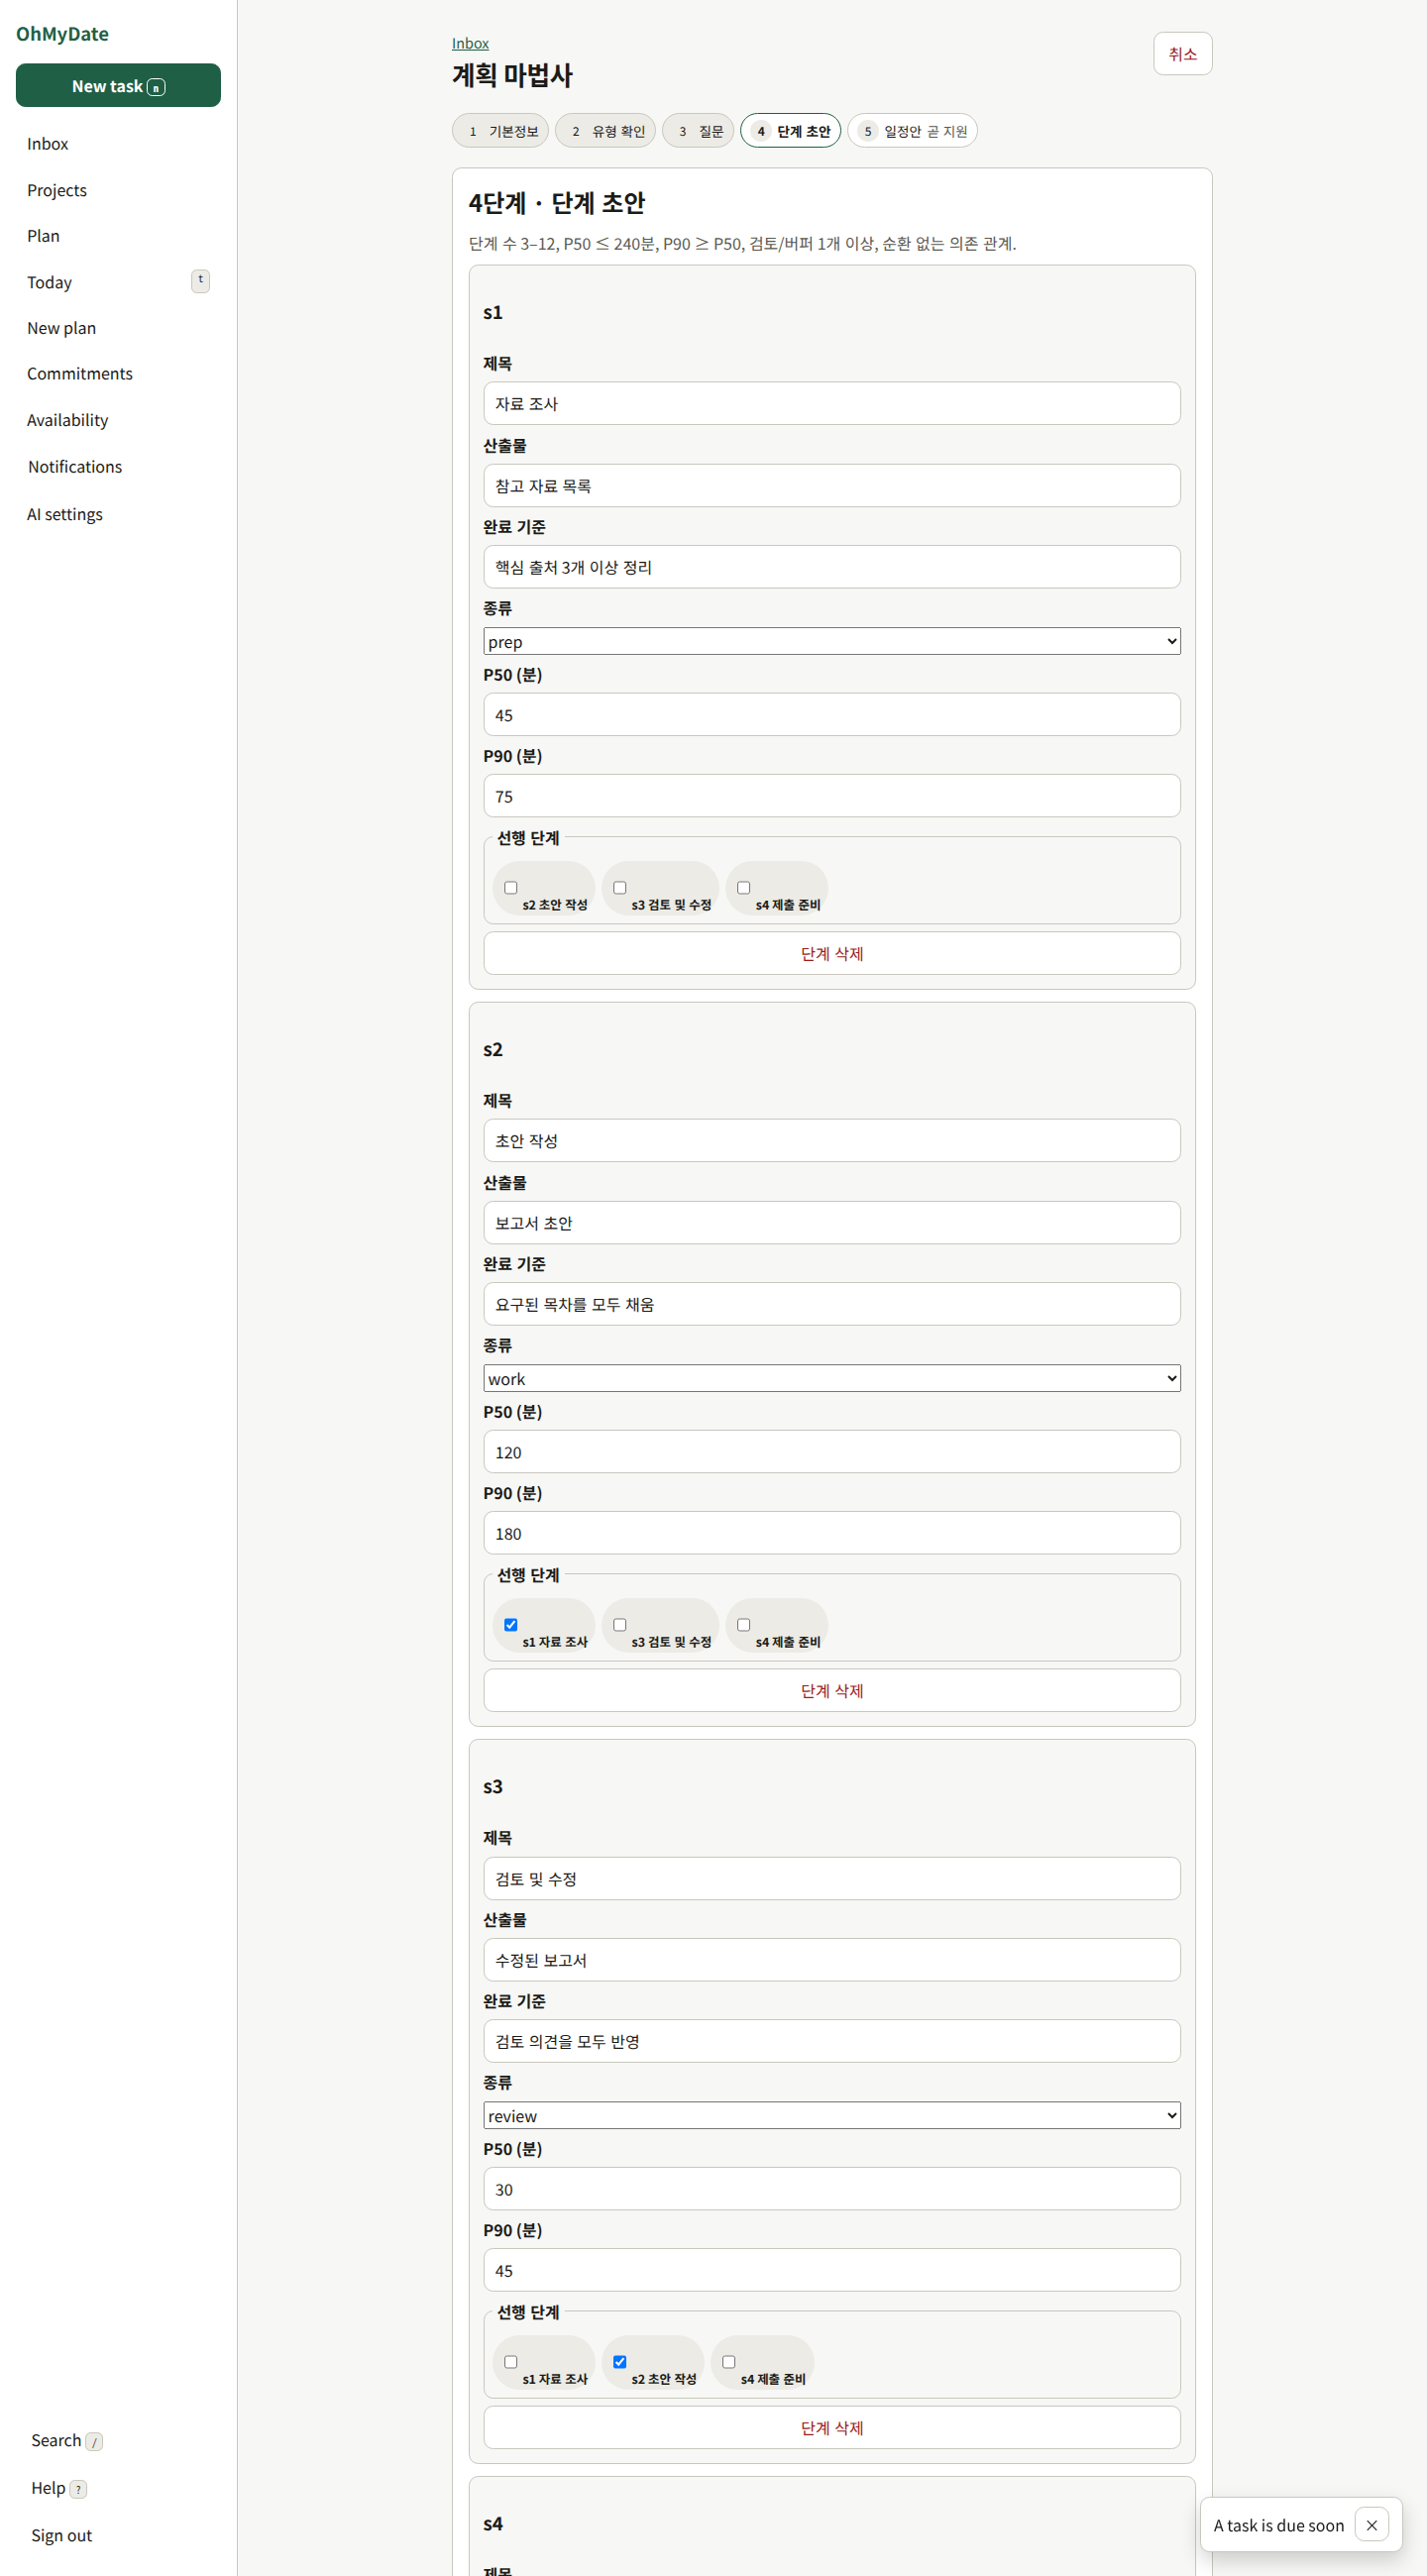 OhMyDate
New task n
Inbox
Projects
Plan
Today t
New plan
Commitments
Availability
Notifications
AI settings
Search /
Help ?
Sign out
Inbox
계획 마법사
취소
1 기본정보 2 유형 확인 3 질문 4 단계 초안 5 일정안 곧 지원
4단계 · 단계 초안
단계 수 3–12, P50 ≤ 240분, P90 ≥ P50, 검토/버퍼 1개 이상, 순환 없는 의존 관계.
s1
제목
자료 조사
산출물
참고 자료 목록
완료 기준
핵심 출처 3개 이상 정리
종류
prep
P50 (분)
45
P90 (분)
75
선행 단계
s2 초안 작성 s3 검토 및 수정 s4 제출 준비
단계 삭제
s2
제목
초안 작성
산출물
보고서 초안
완료 기준
요구된 목차를 모두 채움
종류
work
P50 (분)
120
P90 (분)
180
선행 단계
s1 자료 조사 s3 검토 및 수정 s4 제출 준비
단계 삭제
s3
제목
검토 및 수정
산출물
수정된 보고서
완료 기준
검토 의견을 모두 반영
종류
review
P50 (분)
30
P90 (분)
45
선행 단계
s1 자료 조사 s2 초안 작성 s4 제출 준비
단계 삭제
s4
제목
A task is due soon ×